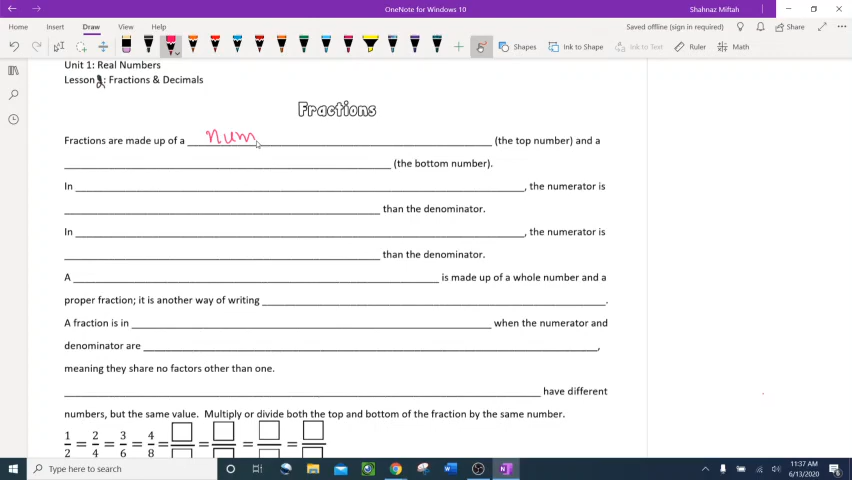 OneNote for Windows 10
Shahnaz Miftah
Home Insert Draw View Help
Saved offline (sign in required) Share
Shapes Ink to Shape Ink to Text Ruler Math
Unit 1: Real Numbers
Lesson 2: Fractions & Decimals
Fractions
Fractions are made up of a num (the top number) and a
(the bottom number).
In , the numerator is
than the denominator.
In , the numerator is
than the denominator.
A is made up of a whole number and a
proper fraction; it is another way of writing .
A fraction is in when the numerator and
denominator are ,
meaning they share no factors other than one.
have different
numbers, but the same value. Multiply or divide both the top and bottom of the fraction by the same number.
1/2 = 2/4 = 3/6 = 4/8 = □/□ = □/□ = □/□ = □/□
Type here to search
11:37 AM
6/13/2020